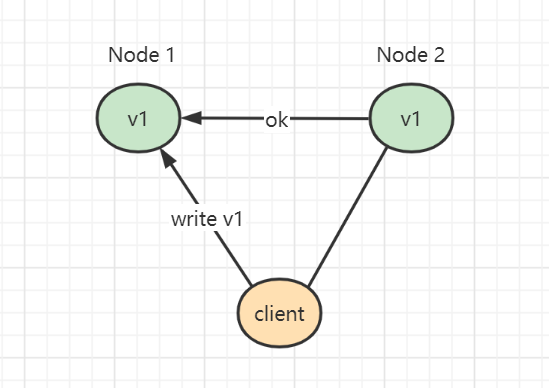 Node 1
Node 2
v1
ok
v1
write v1
client